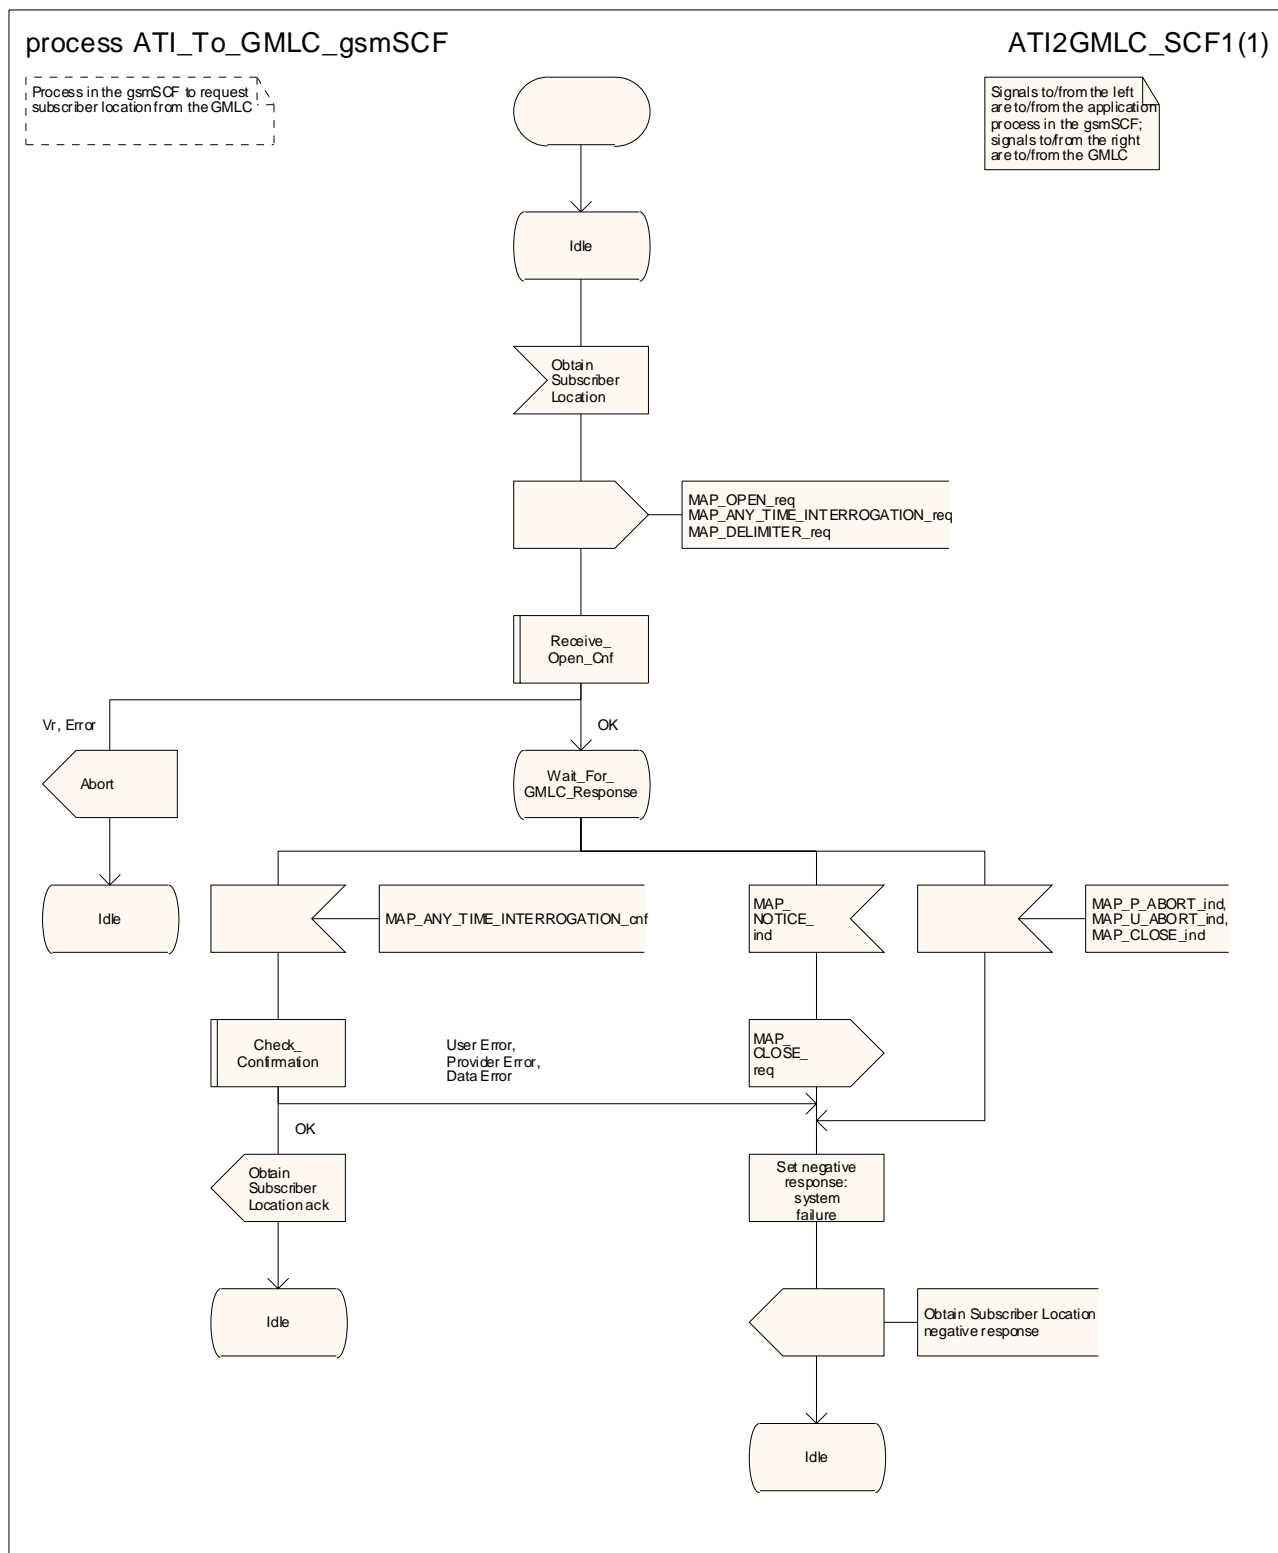 process ATI_To_GMLC_gsmSCF
ATI2GMLC_SCF1(1)
Process in the gsmSCF to request
subscriber location from the GMLC
Signals to/from the left
are to/from the application
process in the gsmSCF;
signals to/from the right
are to/from the GMLC
Idle
Obtain
Subscriber
Location
MAP_OPEN_req
MAP_ANY_TIME_INTERROGATION_req
MAP_DELIMITER_req
Receive_
Open_Cnf
Vr, Error
OK
Abort
Wait_For_
GMLC_Response
Idle
MAP_ANY_TIME_INTERROGATION_cnf
MAP_
NOTICE_
ind
MAP_P_ABORT_ind,
MAP_U_ABORT_ind,
MAP_CLOSE_ind
Check_
Confirmation
User Error,
Provider Error,
Data Error
MAP_
CLOSE_
req
OK
Obtain
Subscriber
Location ack
Set negative
response:
system
failure
Idle
Obtain Subscriber Location
negative response
Idle